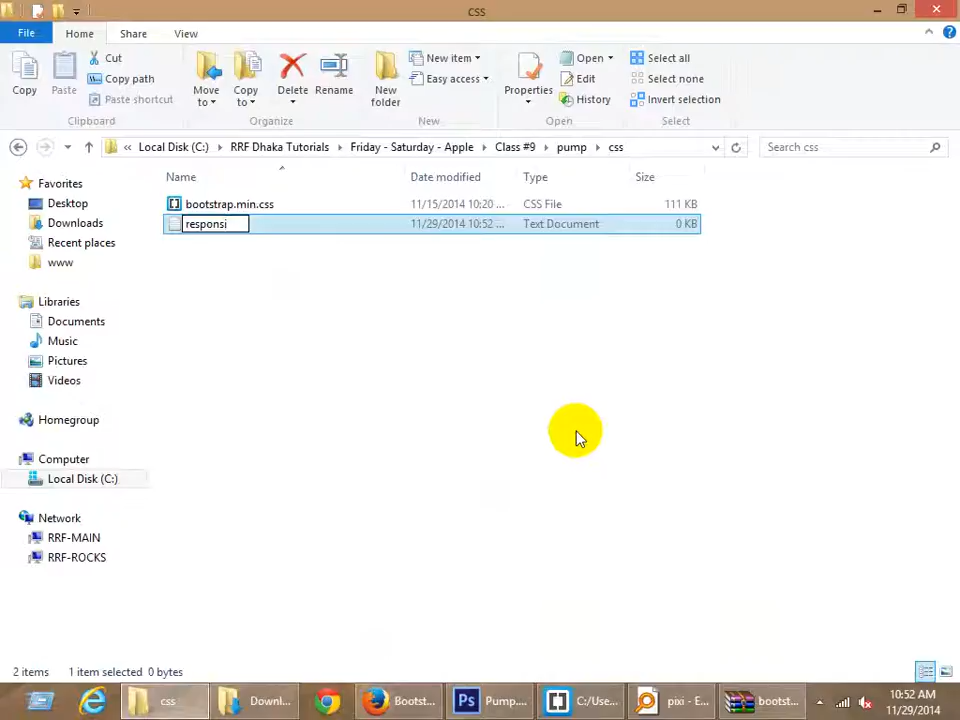 CSS
File Home Share View
Copy
Paste
Cut
Copy path
Paste shortcut
Clipboard
Move to
Copy to
Delete
Rename
Organize
New folder
New item
Easy access
New
Properties
Open
Edit
History
Open
Select all
Select none
Invert selection
Select
« Local Disk (C:) RRF Dhaka Tutorials Friday - Saturday - Apple Class #9 pump css
Search css
Name Date modified Type Size
bootstrap.min.css 11/15/2014 10:20 ... CSS File 111 KB
responsi 11/29/2014 10:52 ... Text Document 0 KB
Favorites
Desktop
Downloads
Recent places
www
Libraries
Documents
Music
Pictures
Videos
Homegroup
Computer
Local Disk (C:)
Network
RRF-MAIN
RRF-ROCKS
2 items 1 item selected 0 bytes
css Downl... Bootst... Ps Pump.... C:/Use... pixi - E... bootst...
10:52 AM
11/29/2014